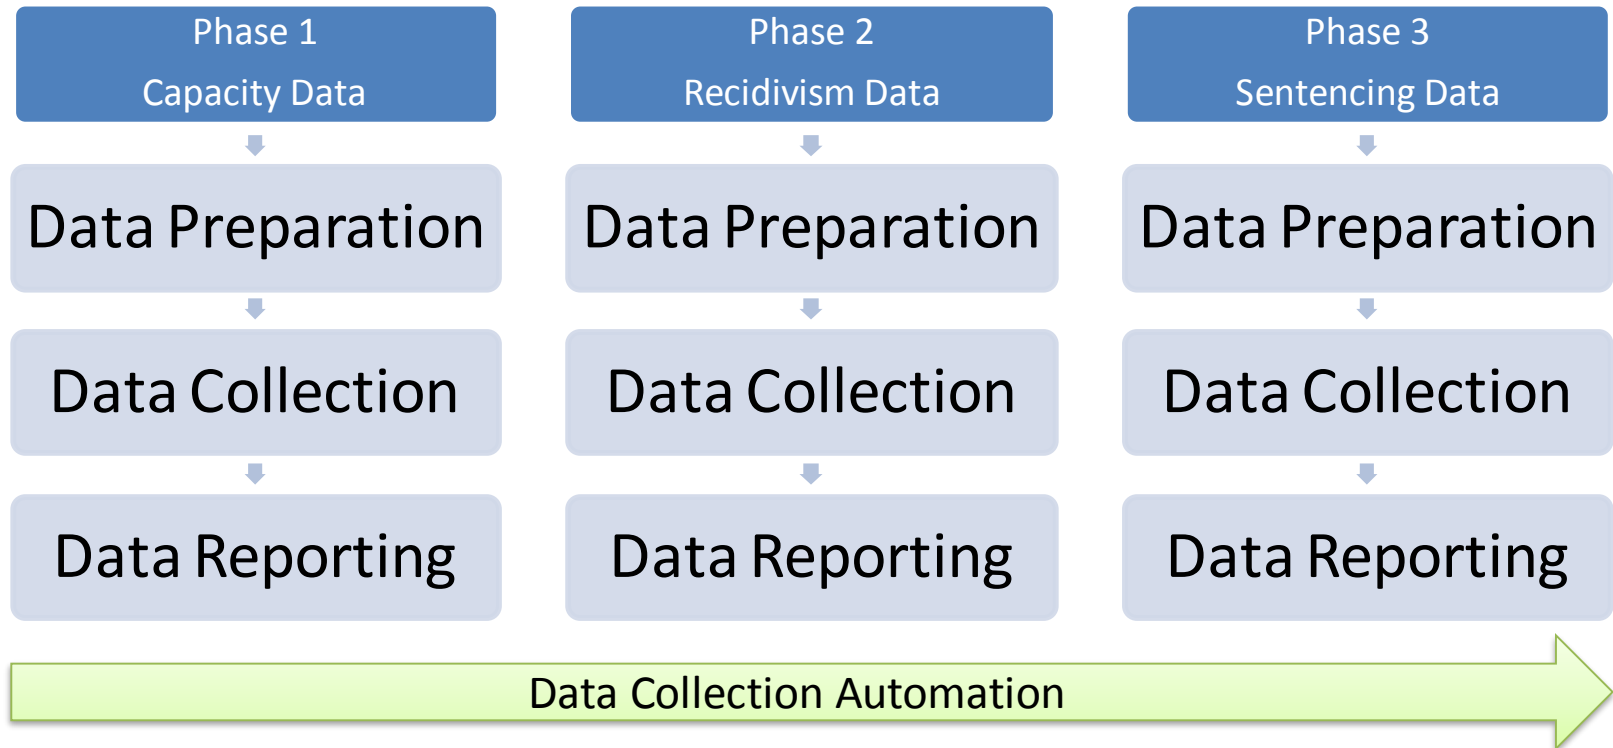 Phase 1
Capacity Data
Data Preparation
Data Collection
Data Reporting
Phase 2
Recidivism Data
Data Preparation
Data Collection
Data Reporting
Phase 3
Sentencing Data
Data Preparation
Data Collection
Data Reporting
Data Collection Automation